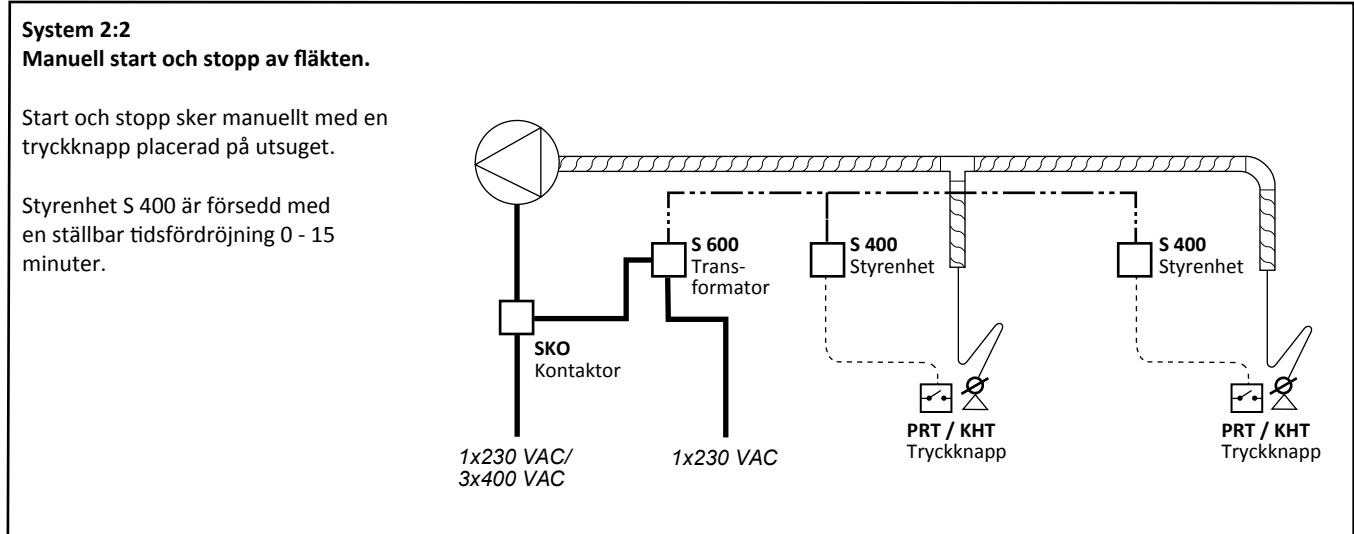 System 2:2
Manuell start och stopp av fläkten.
Start och stopp sker manuellt med en
tryckknapp placerad på utsuget.
Styrenhet S 400 är försedd med
en ställbar tidsfördröjning 0 - 15
minuter.
S 600
Trans-
formator
S 400
Styrenhet
S 400
Styrenhet
SKO
Kontaktor
PRT / KHT
Tryckknapp
PRT / KHT
Tryckknapp
1x230 VAC/
3x400 VAC
1x230 VAC